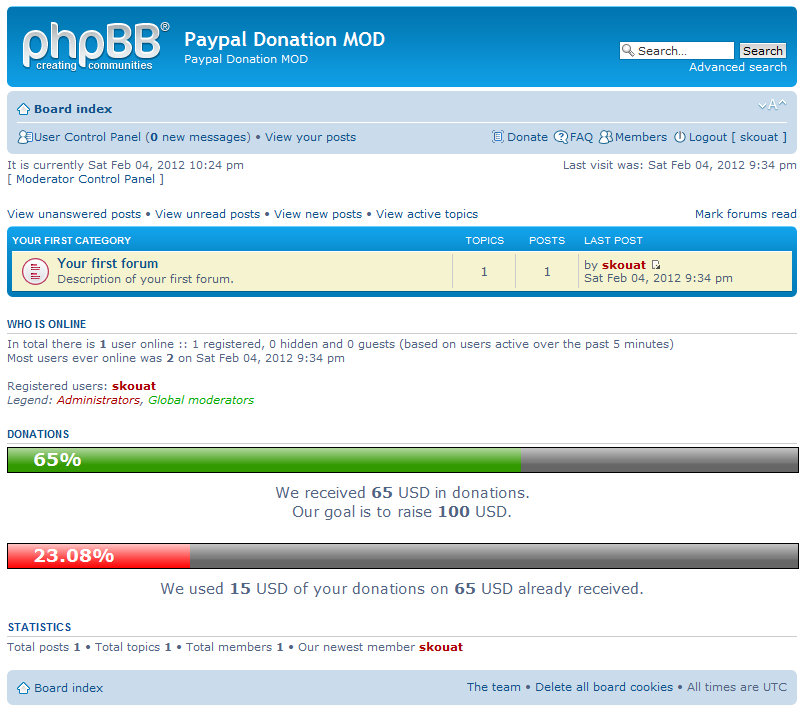 phpBB®
creating communities
Paypal Donation MOD
Paypal Donation MOD
Search…
Search
Advanced search
Board index
A
User Control Panel (0 new messages) • View your posts
Donate FAQ Members Logout [ skouat ]
It is currently Sat Feb 04, 2012 10:24 pm
Last visit was: Sat Feb 04, 2012 9:34 pm
[ Moderator Control Panel ]
View unanswered posts • View unread posts • View new posts • View active topics
Mark forums read
YOUR FIRST CATEGORY TOPICS POSTS LAST POST
Your first forum
Description of your first forum.
1
1
by skouat
Sat Feb 04, 2012 9:34 pm
WHO IS ONLINE
In total there is 1 user online :: 1 registered, 0 hidden and 0 guests (based on users active over the past 5 minutes)
Most users ever online was 2 on Sat Feb 04, 2012 9:34 pm
Registered users: skouat
Legend: Administrators, Global moderators
DONATIONS
65%
We received 65 USD in donations.
Our goal is to raise 100 USD.
23.08%
We used 15 USD of your donations on 65 USD already received.
STATISTICS
Total posts 1 • Total topics 1 • Total members 1 • Our newest member skouat
Board index
The team • Delete all board cookies • All times are UTC